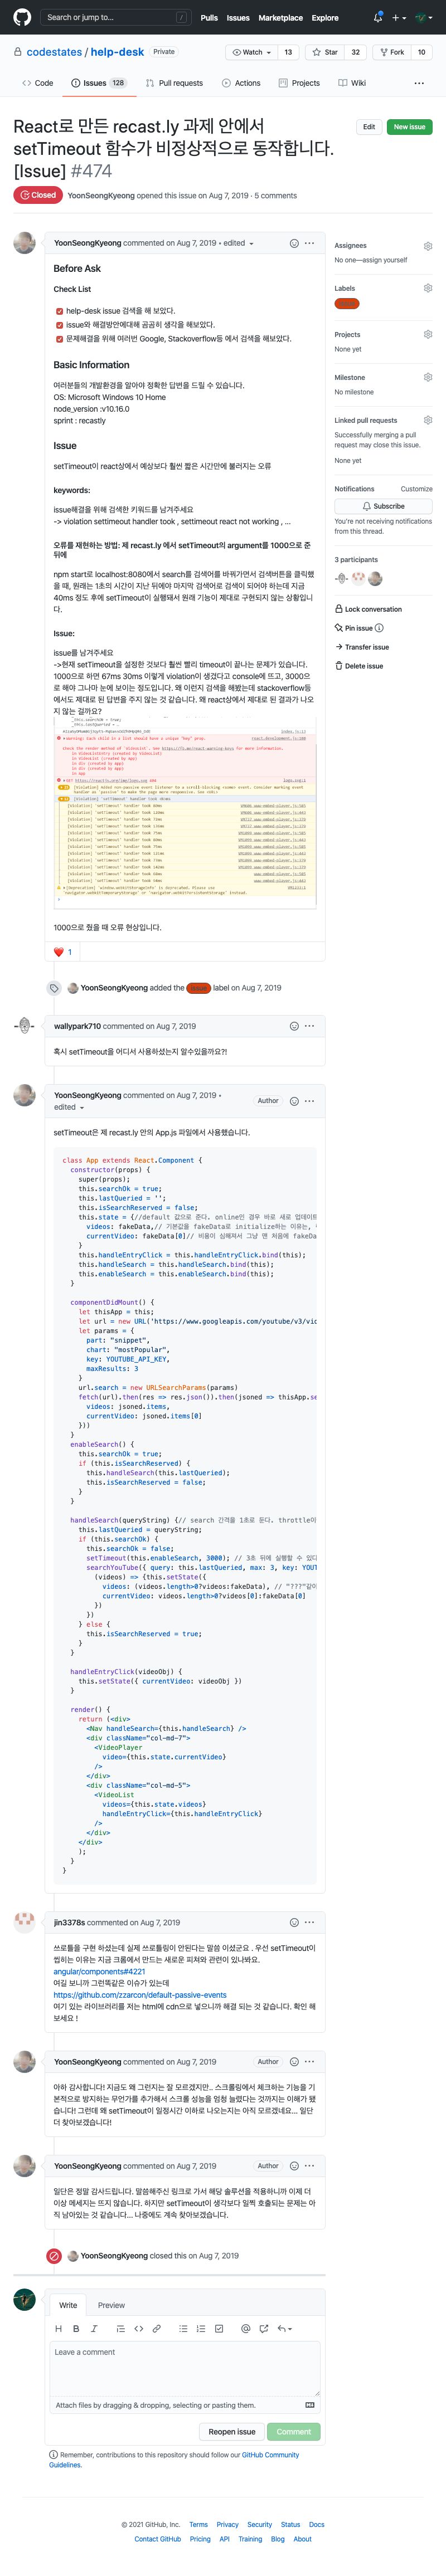 Search or jump to... /
Pulls Issues Marketplace Explore
codestates / help-desk Private
Watch 13 Star 32 Fork 10
Code Issues 128 Pull requests Actions Projects Wiki
React로 만든 recast.ly 과제 안에서
setTimeout 함수가 비정상적으로 동작합니다.
[Issue] #474
Edit New issue
Closed YoonSeongKyeong opened this issue on Aug 7, 2019 · 5 comments
YoonSeongKyeong commented on Aug 7, 2019 • edited
Before Ask
Check List
help-desk issue 검색을 해 보았다.
issue와 해결방안에대해 곰곰히 생각을 해보았다.
문제해결을 위해 여러번 Google, Stackoverflow등 에서 검색을 해보았다.
Basic Information
여러분들의 개발환경을 알아야 정확한 답변을 드릴 수 있습니다.
OS: Microsoft Windows 10 Home
node_version :v10.16.0
sprint : recastly
Issue
setTimeout이 react상에서 예상보다 훨씬 짧은 시간만에 불러지는 오류
keywords:
issue해결을 위해 검색한 키워드를 남겨주세요
-> violation settimeout handler took , settimeout react not working , ...
오류를 재현하는 방법: 제 recast.ly 에서 setTimeout의 argument를 1000으로 준
뒤에
npm start로 localhost:8080에서 search를 검색어를 바꿔가면서 검색버튼을 클릭했
을 때, 원래는 1초의 시간이 지난 뒤에야 마지막 검색어로 검색이 되어야 하는데 지금
40ms 정도 후에 setTimeout이 실행돼서 원래 기능이 제대로 구현되지 않는 상황입니
다.
Issue:
issue를 남겨주세요
->현재 setTimeout을 설정한 것보다 훨씬 빨리 timeout이 끝나는 문제가 있습니다.
1000으로 하면 67ms 30ms 이렇게 violation이 생겼다고 console에 뜨고, 3000으
로 해야 그나마 눈에 보이는 정도입니다. 왜 이런지 검색을 해봤는데 stackoverflow등
에서도 제대로 된 답변을 주지 않는 것 같습니다. 왜 react상에서 제대로 된 결과가 나오
지 않는 걸까요?
1000으로 줬을 때 오류 현상입니다.
1
YoonSeongKyeong added the label on Aug 7, 2019
wallypark710 commented on Aug 7, 2019
혹시 setTimeout을 어디서 사용하셨는지 알수있을까요?!
YoonSeongKyeong commented on Aug 7, 2019 •
edited
Author
setTimeout은 제 recast.ly 안의 App.js 파일에서 사용했습니다.
class App extends React.Component {
constructor(props) {
super(props);
this.searchOk = true;
this.lastQueried = '';
this.isSearchReserved = false;
this.state = {//default 값으로 준다. online인 경우 바로 새로 업데이트
videos: fakeData,// 기본값을 fakeData로 initialize하는 이유는,
currentVideo: fakeData[0]// 비용이 심해져서 그냥 맨 처음에 fakeDa
}
this.handleEntryClick = this.handleEntryClick.bind(this);
this.handleSearch = this.handleSearch.bind(this);
this.enableSearch = this.enableSearch.bind(this);
}
componentDidMount() {
let thisApp = this;
let url = new URL('https://www.googleapis.com/youtube/v3/vid
let params = {
part: "snippet",
chart: "mostPopular",
key: YOUTUBE_API_KEY,
maxResults: 3
}
url.search = new URLSearchParams(params)
fetch(url).then(res => res.json()).then(jsoned => thisApp.se
videos: jsoned.items,
currentVideo: jsoned.items[0]
}))
}
enableSearch() {
this.searchOk = true;
if (this.isSearchReserved) {
this.handleSearch(this.lastQueried);
this.isSearchReserved = false;
}
}
handleSearch(queryString) {// search 간격을 1초로 둔다. throttle이
this.lastQueried = queryString;
if (this.searchOk) {
this.searchOk = false;
setTimeout(this.enableSearch, 3000); // 3초 뒤에 실행할 수 있다
searchYouTube({ query: this.lastQueried, max: 3, key: YOUT
(videos) => {this.setState({
videos: (videos.length>0?videos:fakeData), // "???"같이
currentVideo: videos.length>0?videos[0]:fakeData[0]
})
})
} else {
this.isSearchReserved = true;
}
}
handleEntryClick(videoObj) {
this.setState({ currentVideo: videoObj })
}
render() {
return (<div>
<Nav handleSearch={this.handleSearch} />
<div className="col-md-7">
<VideoPlayer
video={this.state.currentVideo}
/>
</div>
<div className="col-md-5">
<VideoList
videos={this.state.videos}
handleEntryClick={this.handleEntryClick}
/>
</div>
</div>
);
}
}
jin3378s commented on Aug 7, 2019
쓰로틀을 구현 하셨는데 실제 쓰로틀링이 안된다는 말씀 이셨군요 . 우선 setTimeout이
씹히는 이유는 지금 크롬에서 만드는 새로운 피쳐와 관련이 있나봐요.
angular/components#4221
여길 보니까 그런똑같은 이슈가 있는데
https://github.com/zzarcon/default-passive-events
여기 있는 라이브러리를 저는 html에 cdn으로 넣으니까 해결 되는 것 같습니다. 확인 해
보세요 !
YoonSeongKyeong commented on Aug 7, 2019 Author
아하 감사합니다! 지금도 왜 그런지는 잘 모르겠지만.. 스크롤링에서 체크하는 기능을 기
본적으로 방지하는 무언가를 추가해서 스크롤 성능을 엄청 늘렸다는 것까지는 이해가 됐
습니다! 그런데 왜 setTimeout이 일정시간 이하로 나오는지는 아직 모르겠네요... 일단
더 찾아보겠습니다!
YoonSeongKyeong commented on Aug 7, 2019 Author
일단은 정말 감사드립니다. 말씀해주신 링크로 가서 해당 솔루션을 적용하니까 이제 더
이상 메세지는 뜨지 않습니다. 하지만 setTimeout이 생각보다 일찍 호출되는 문제는 아
직 남아있는 것 같습니다... 나중에도 계속 찾아보겠습니다.
YoonSeongKyeong closed this on Aug 7, 2019
Write Preview
Leave a comment
Attach files by dragging & dropping, selecting or pasting them.
Reopen issue Comment
Remember, contributions to this repository should follow our GitHub Community
Guidelines.
Assignees
No one—assign yourself
Labels
Projects
None yet
Milestone
No milestone
Linked pull requests
Successfully merging a pull
request may close this issue.
None yet
Notifications Customize
Subscribe
You're not receiving notifications
from this thread.
3 participants
Lock conversation
Pin issue
Transfer issue
Delete issue
© 2021 GitHub, Inc. Terms Privacy Security Status Docs
Contact GitHub Pricing API Training Blog About